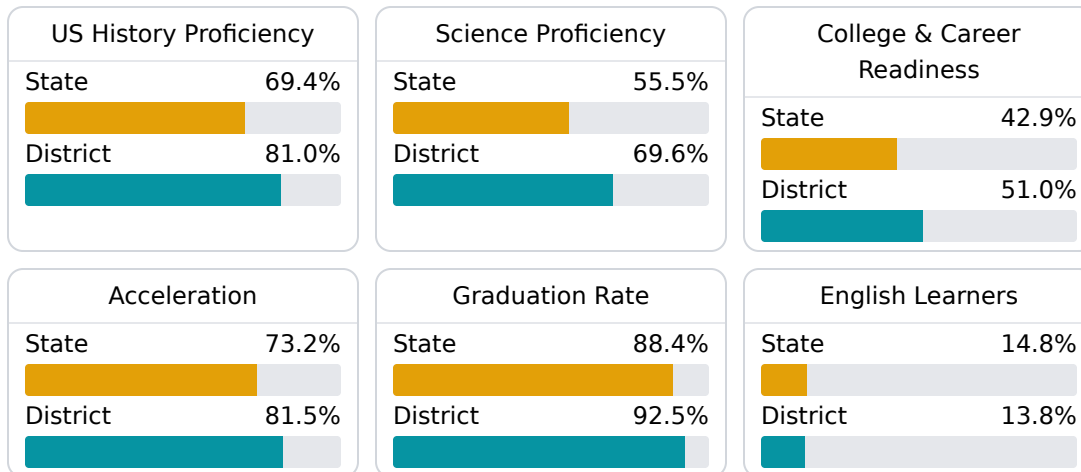 US History Proficiency
State 69.4%
District 81.0%
Science Proficiency
State 55.5%
District 69.6%
College & Career
Readiness
State 42.9%
District 51.0%
Acceleration
State 73.2%
District 81.5%
Graduation Rate
State 88.4%
District 92.5%
English Learners
State 14.8%
District 13.8%